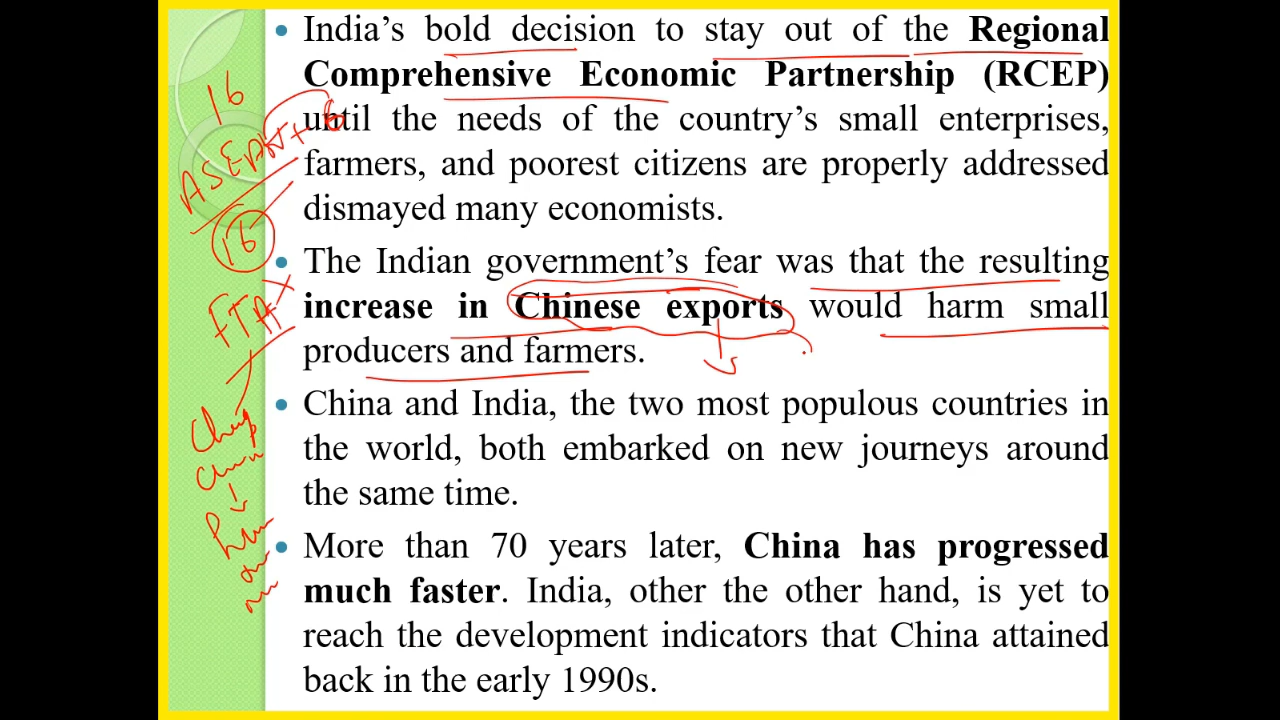 • India’s bold decision to stay out of the Regional
Comprehensive Economic Partnership (RCEP)
until the needs of the country’s small enterprises,
farmers, and poorest citizens are properly addressed
dismayed many economists.
• The Indian government’s fear was that the resulting
increase in Chinese exports would harm small
producers and farmers.
• China and India, the two most populous countries in
the world, both embarked on new journeys around
the same time.
• More than 70 years later, China has progressed
much faster. India, other the other hand, is yet to
reach the development indicators that China attained
back in the early 1990s.
16
ASEAN + 6
16
FTA
Cheap